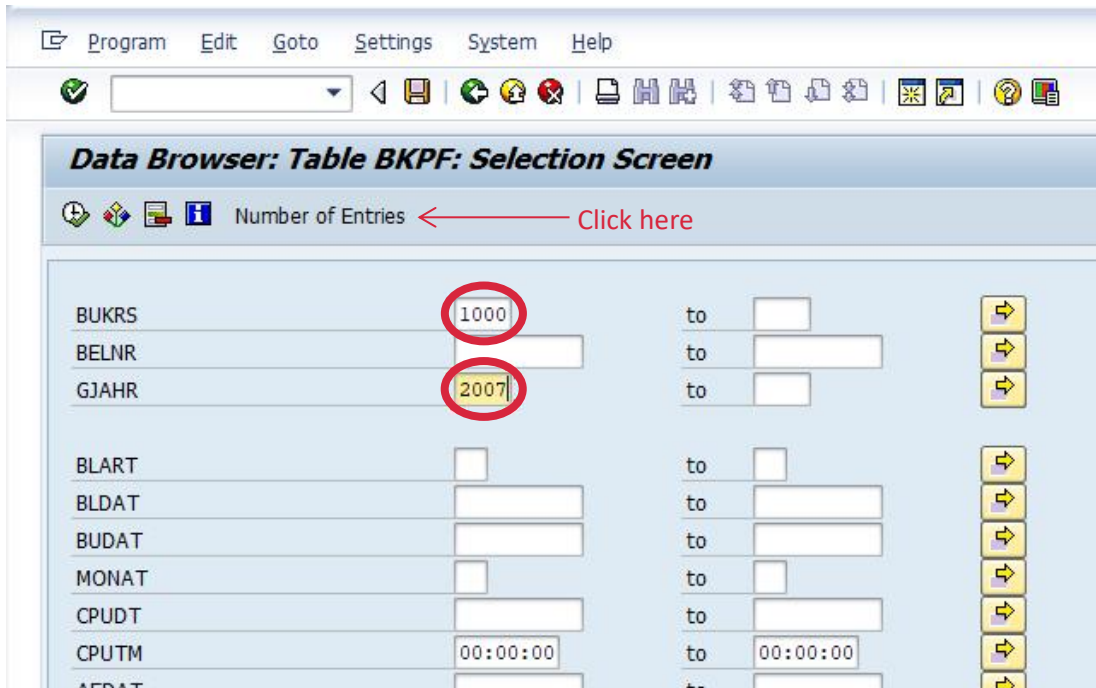 Program Edit Goto Settings System Help
Data Browser: Table BKPF: Selection Screen
Number of Entries Click here
BUKRS 1000 to
BELNR to
GJAHR 2007 to
BLART to
BLDAT to
BUDAT to
MONAT to
CPUDT to
CPUTM 00:00:00 to 00:00:00
AEDAT to